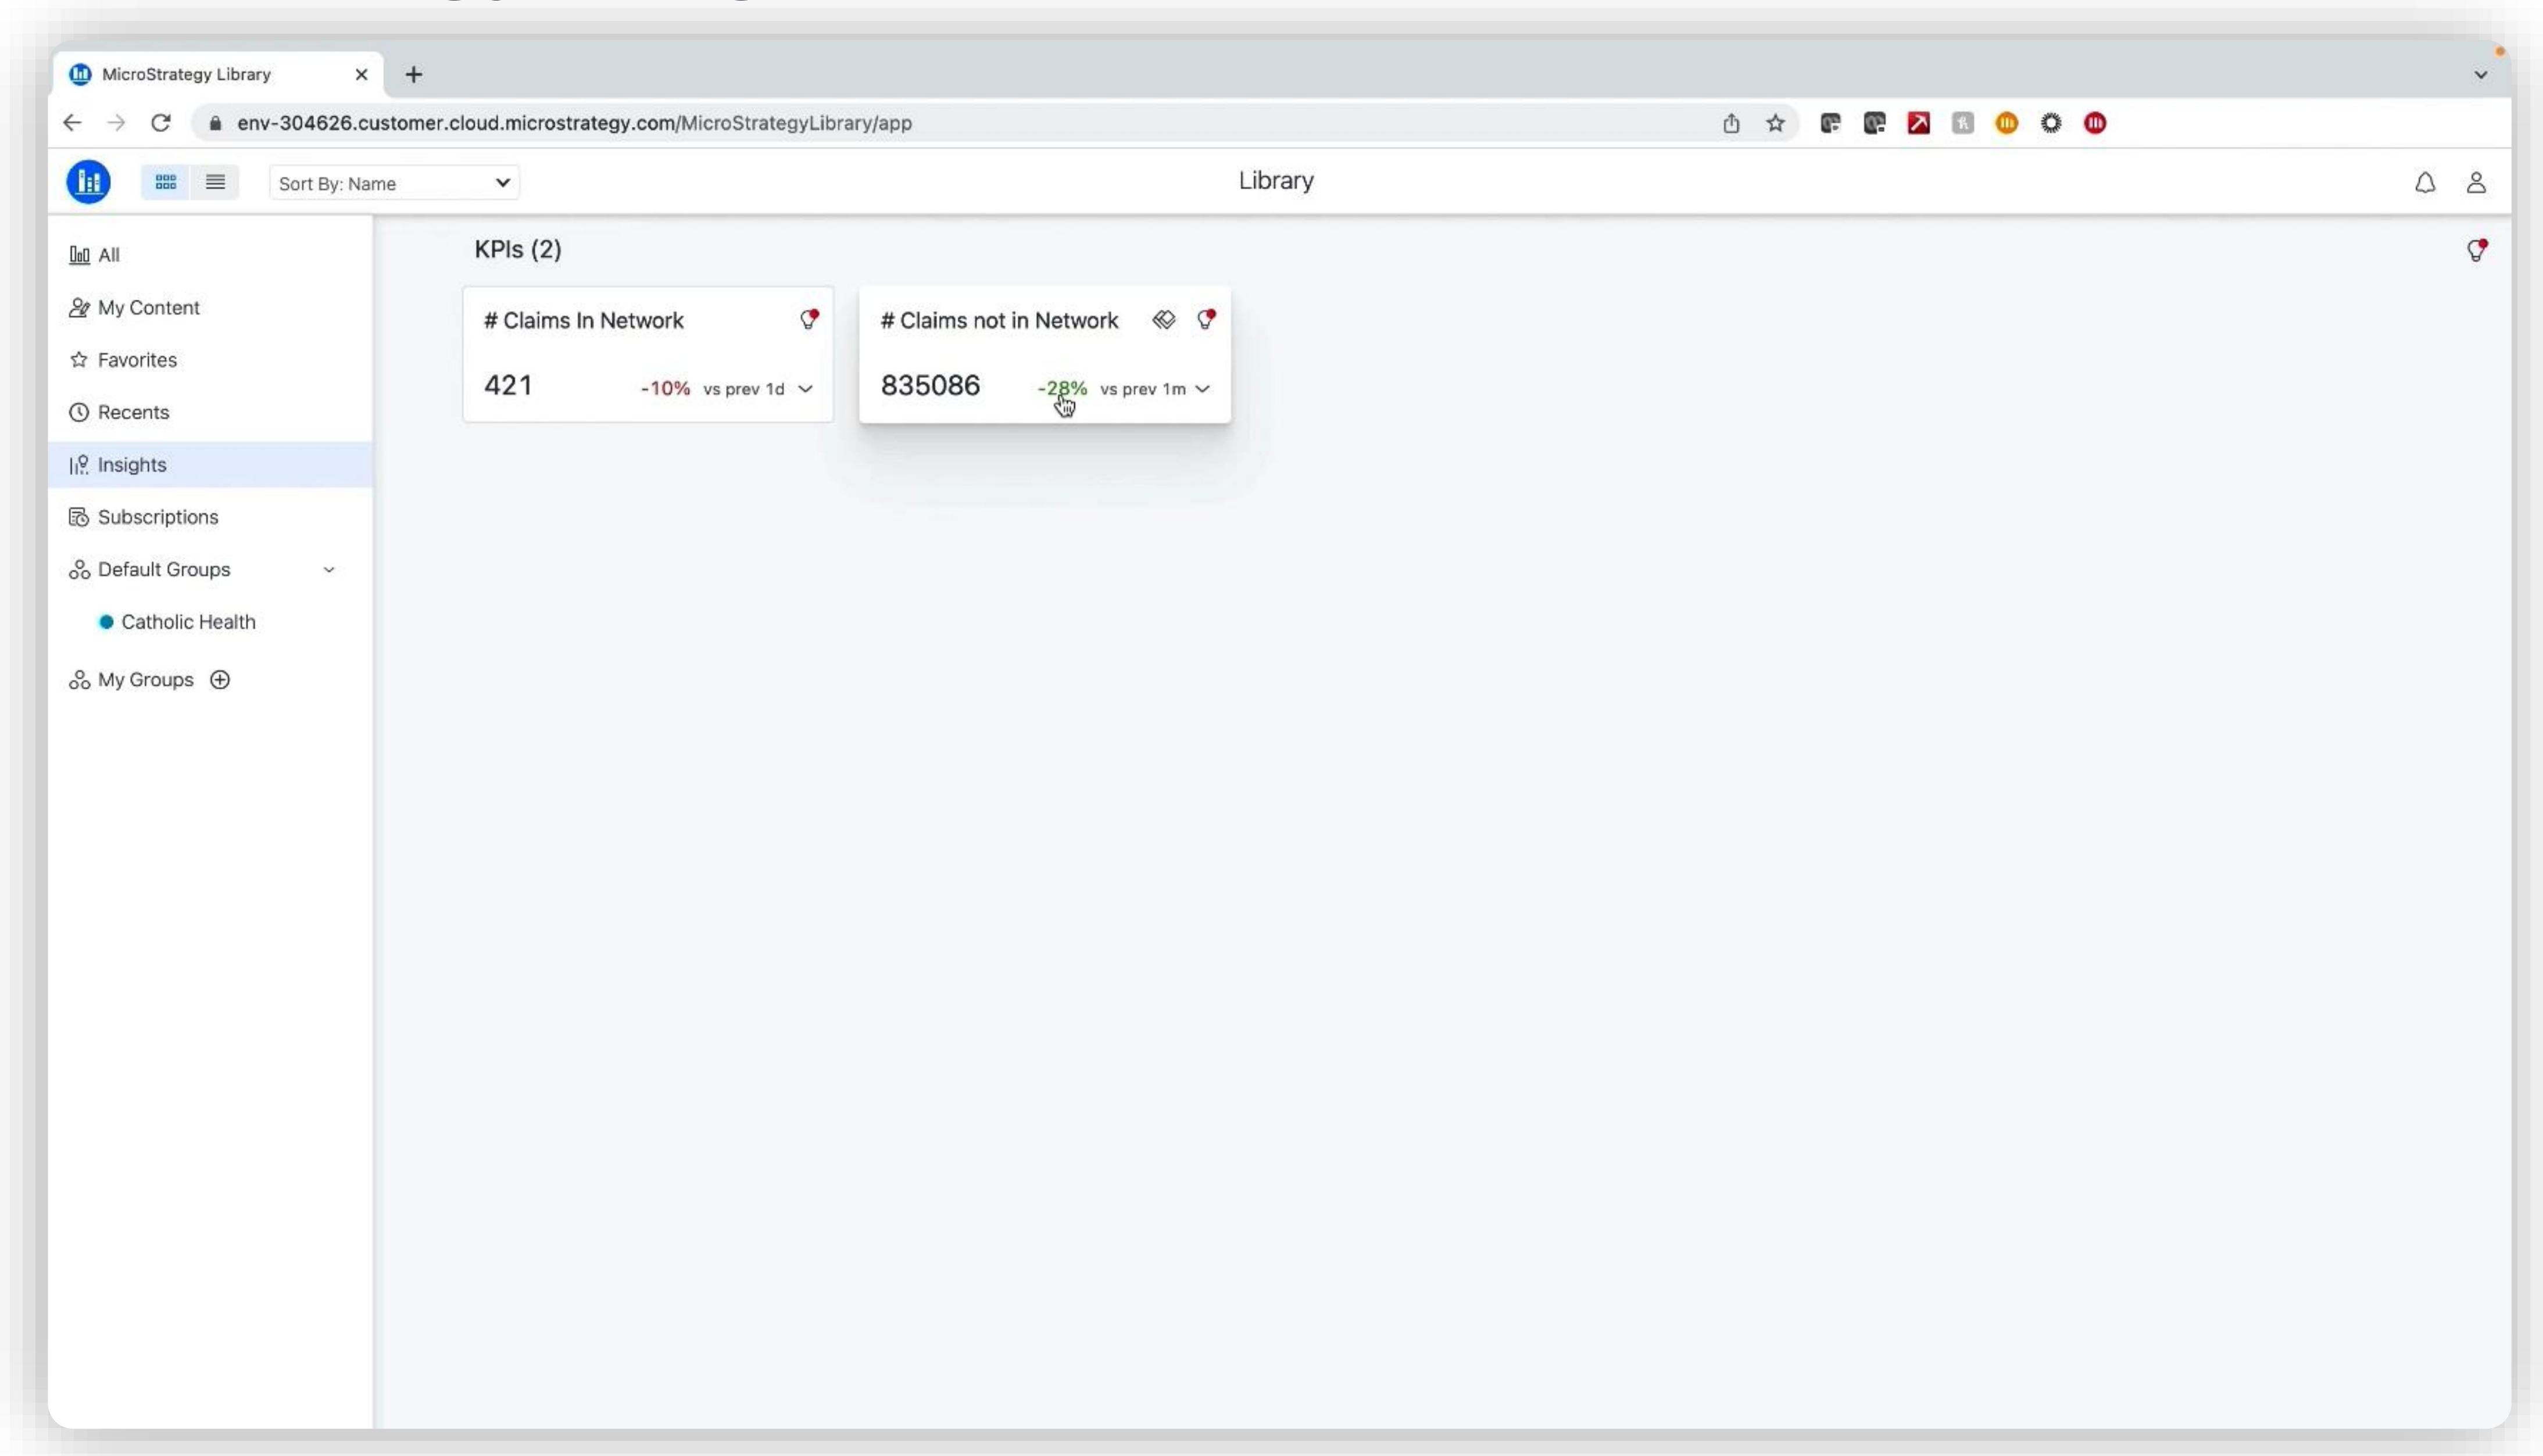 MicroStrategy Library
env-304626.customer.cloud.microstrategy.com/MicroStrategyLibrary/app
Sort By: Name
Library
All
My Content
Favorites
Recents
Insights
Subscriptions
Default Groups
Catholic Health
My Groups
KPIs (2)
# Claims In Network
421 -10% vs prev 1d
# Claims not in Network
835086 -28% vs prev 1m